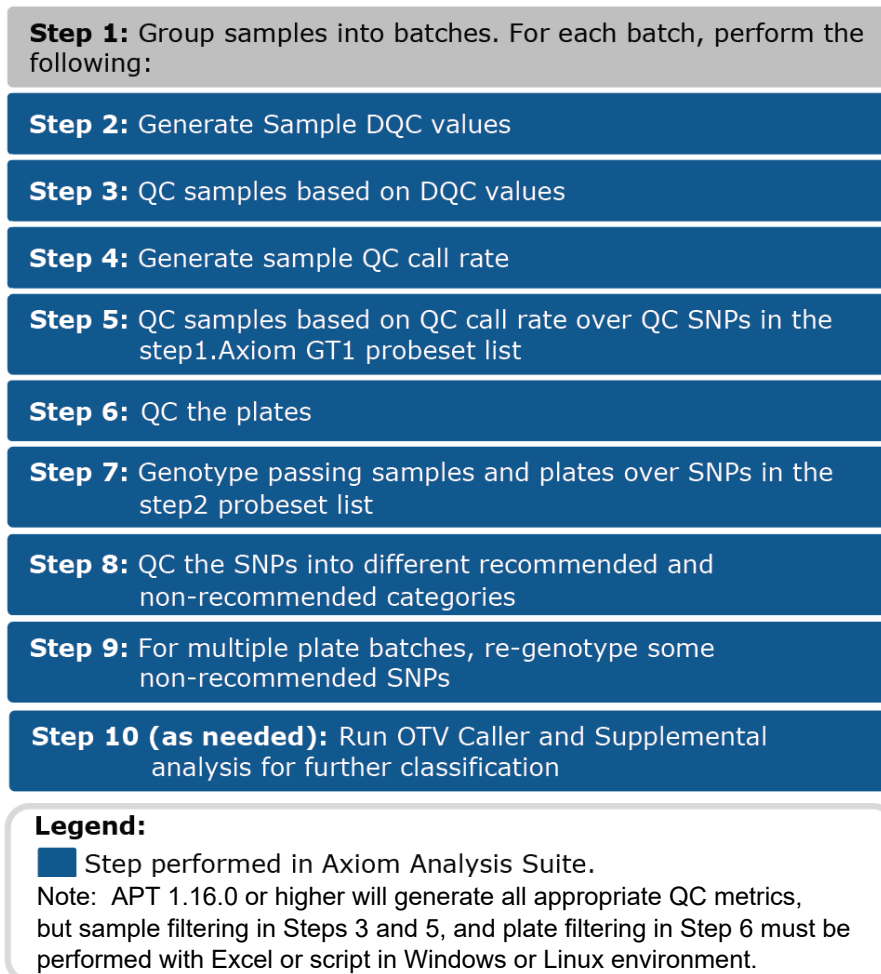 Step 1: Group samples into batches. For each batch, perform the
following:
Step 2: Generate Sample DQC values
Step 3: QC samples based on DQC values
Step 4: Generate sample QC call rate
Step 5: QC samples based on QC call rate over QC SNPs in the
step1.Axiom GT1 probeset list
Step 6: QC the plates
Step 7: Genotype passing samples and plates over SNPs in the
step2 probeset list
Step 8: QC the SNPs into different recommended and
non-recommended categories
Step 9: For multiple plate batches, re-genotype some
non-recommended SNPs
Step 10 (as needed): Run OTV Caller and Supplemental
analysis for further classification
Legend:
Step performed in Axiom Analysis Suite.
Note: APT 1.16.0 or higher will generate all appropriate QC metrics,
but sample filtering in Steps 3 and 5, and plate filtering in Step 6 must be
performed with Excel or script in Windows or Linux environment.